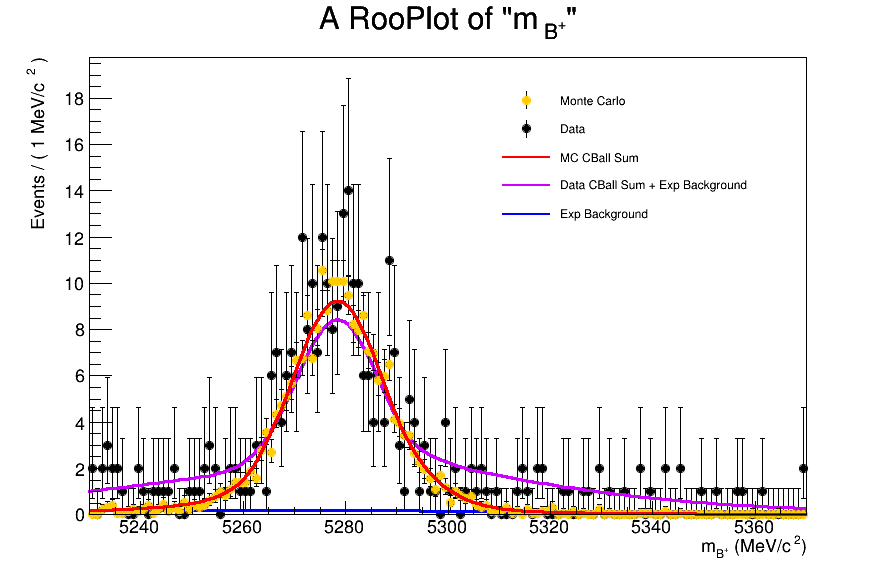 A RooPlot of "m B+"
Events / ( 1 MeV/c 2 )
18
16
14
12
10
8
6
4
2
0
Monte Carlo
Data
MC CBall Sum
Data CBall Sum + Exp Background
Exp Background
5240 5260 5280 5300 5320 5340 5360
m B+ (MeV/c 2 )